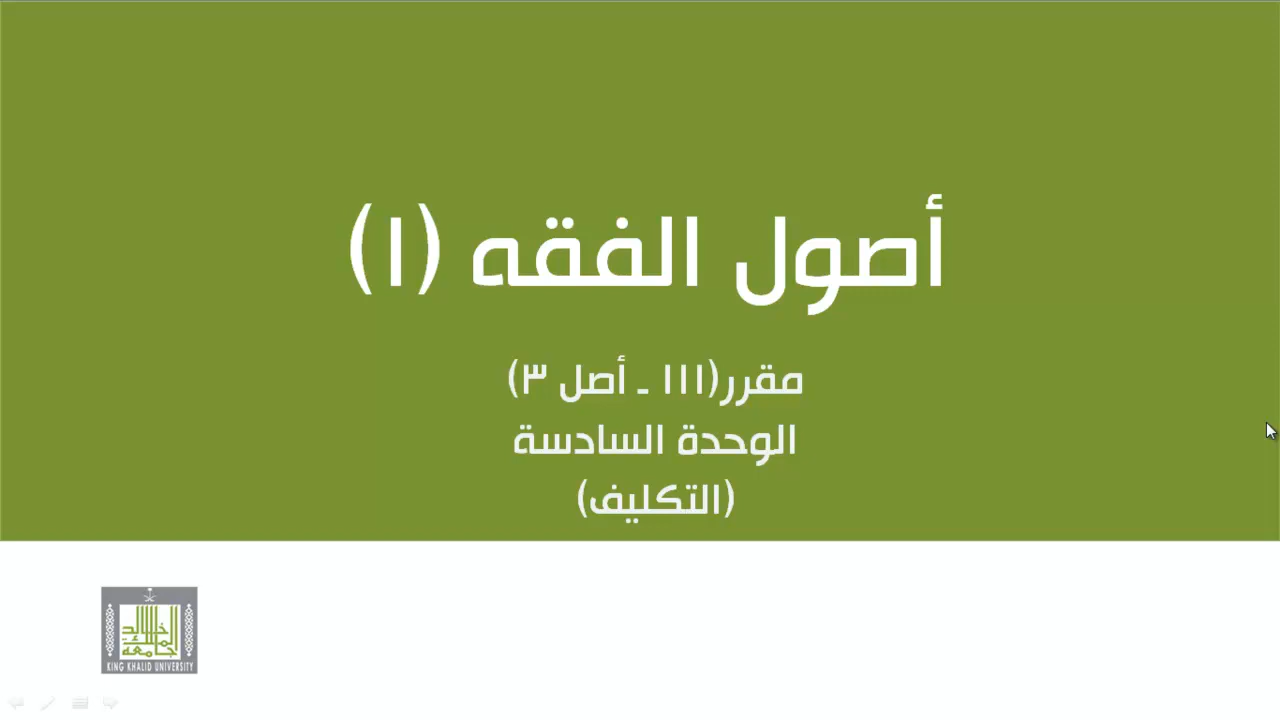 أصول الفقه (١)
مقرر(١١١ ـ أصل ٣)
الوحدة السادسة
(التكليف)
جامعة الملك خالد
KING KHALID UNIVERSITY